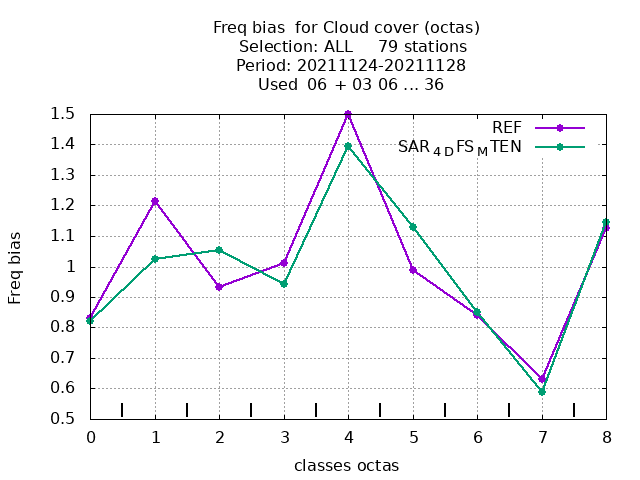 Freq bias  for Cloud cover (octas)
Selection: ALL     79 stations
Period: 20211124-20211128
Used  06 + 03 06 ... 36
REF
SAR4DFSMTEN
Freq bias
1.5
1.4
1.3
1.2
1.1
1
0.9
0.8
0.7
0.6
0.5
0 1 2 3 4 5 6 7 8
classes octas